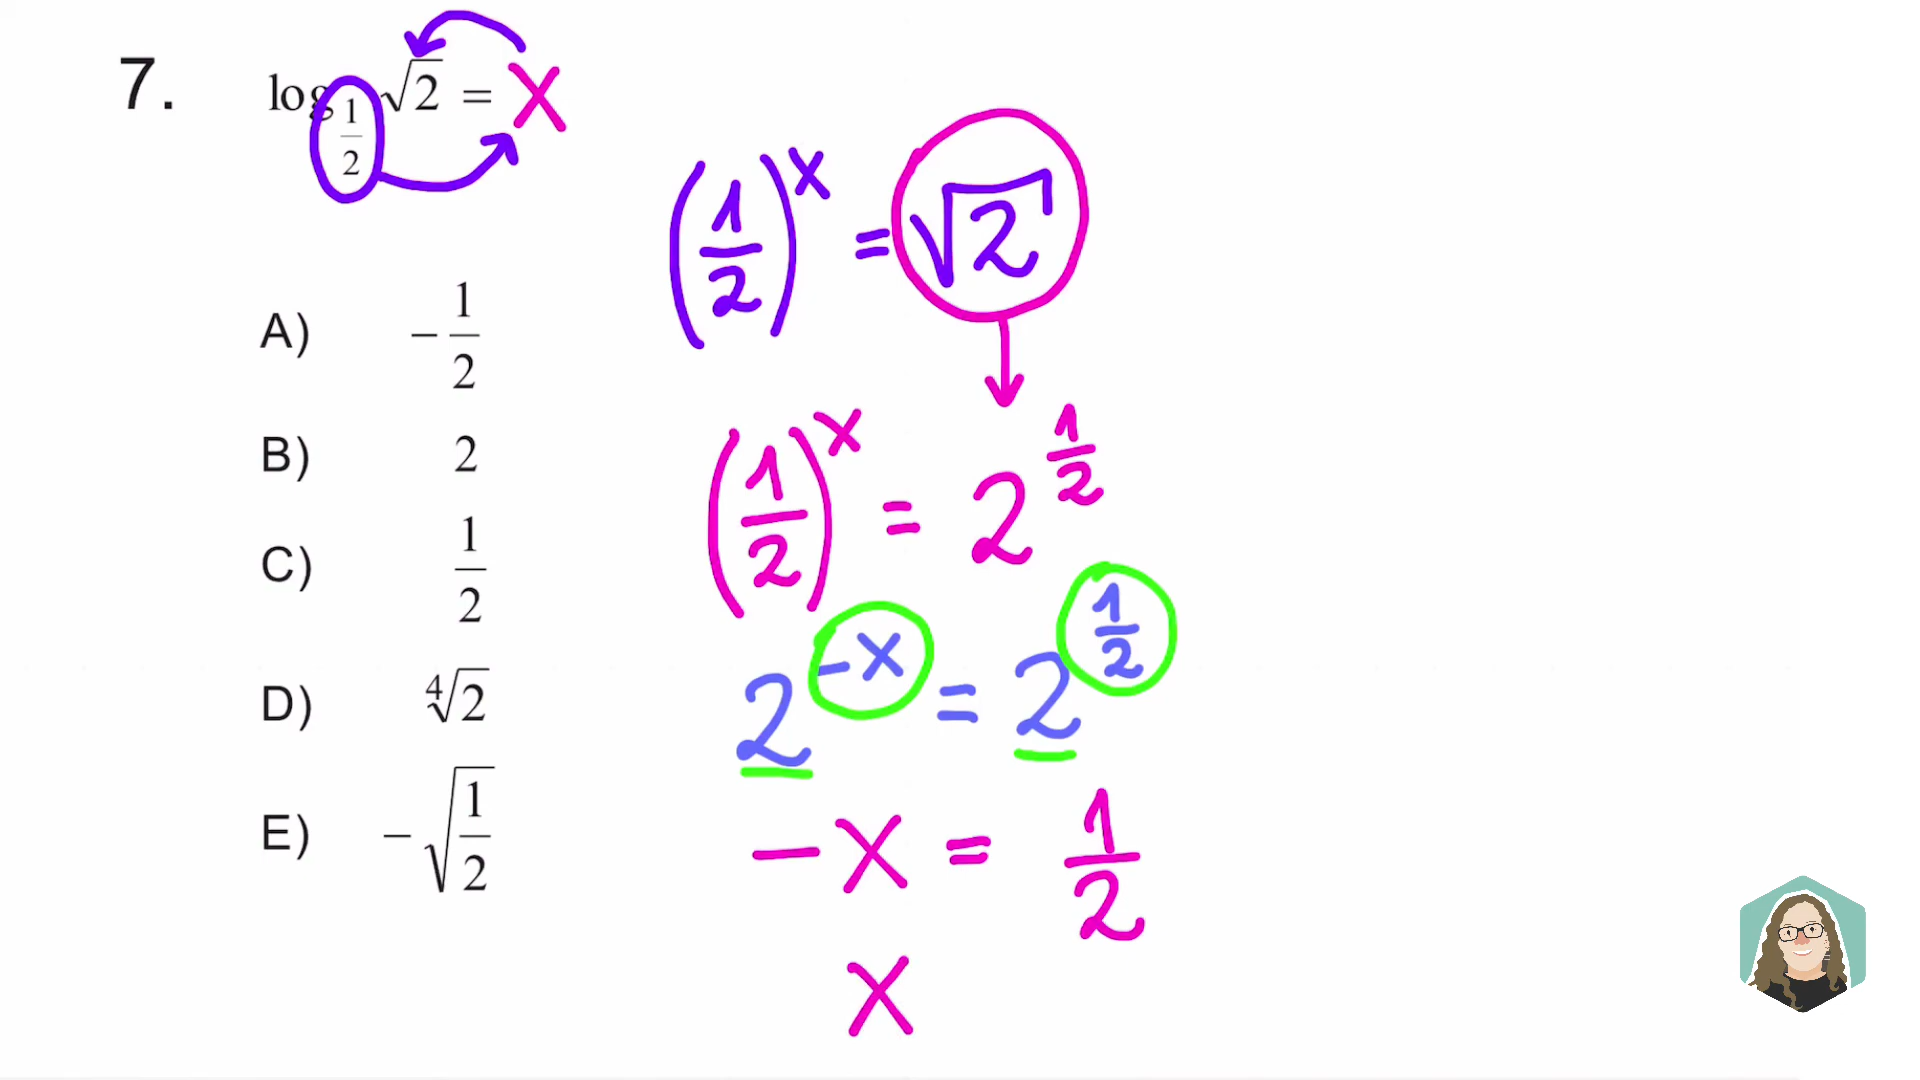 7. log_{1/2} √2 = x
(1/2)^x = √2
A) -1/2
B) 2
C) 1/2
D) ∜2
E) -√(1/2)
(1/2)^x = 2^{1/2}
2^{-x} = 2^{1/2}
-x = 1/2
x